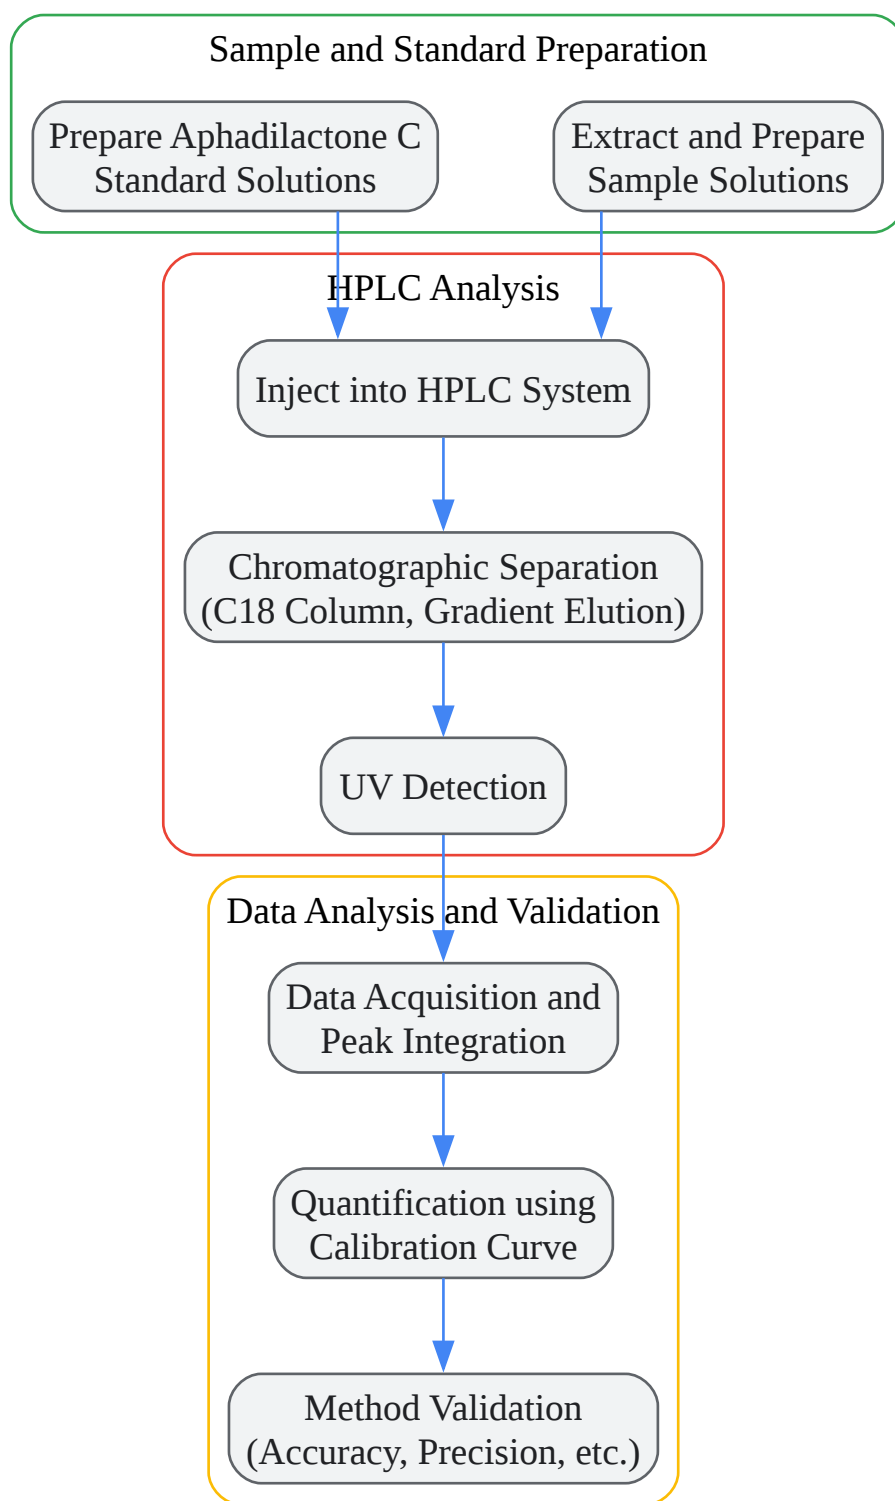 Sample and Standard Preparation
Prepare Aphadilactone C
Standard Solutions
Extract and Prepare
Sample Solutions
HPLC Analysis
Inject into HPLC System
Chromatographic Separation
(C18 Column, Gradient Elution)
UV Detection
Data Analysis and Validation
Data Acquisition and
Peak Integration
Quantification using
Calibration Curve
Method Validation
(Accuracy, Precision, etc.)